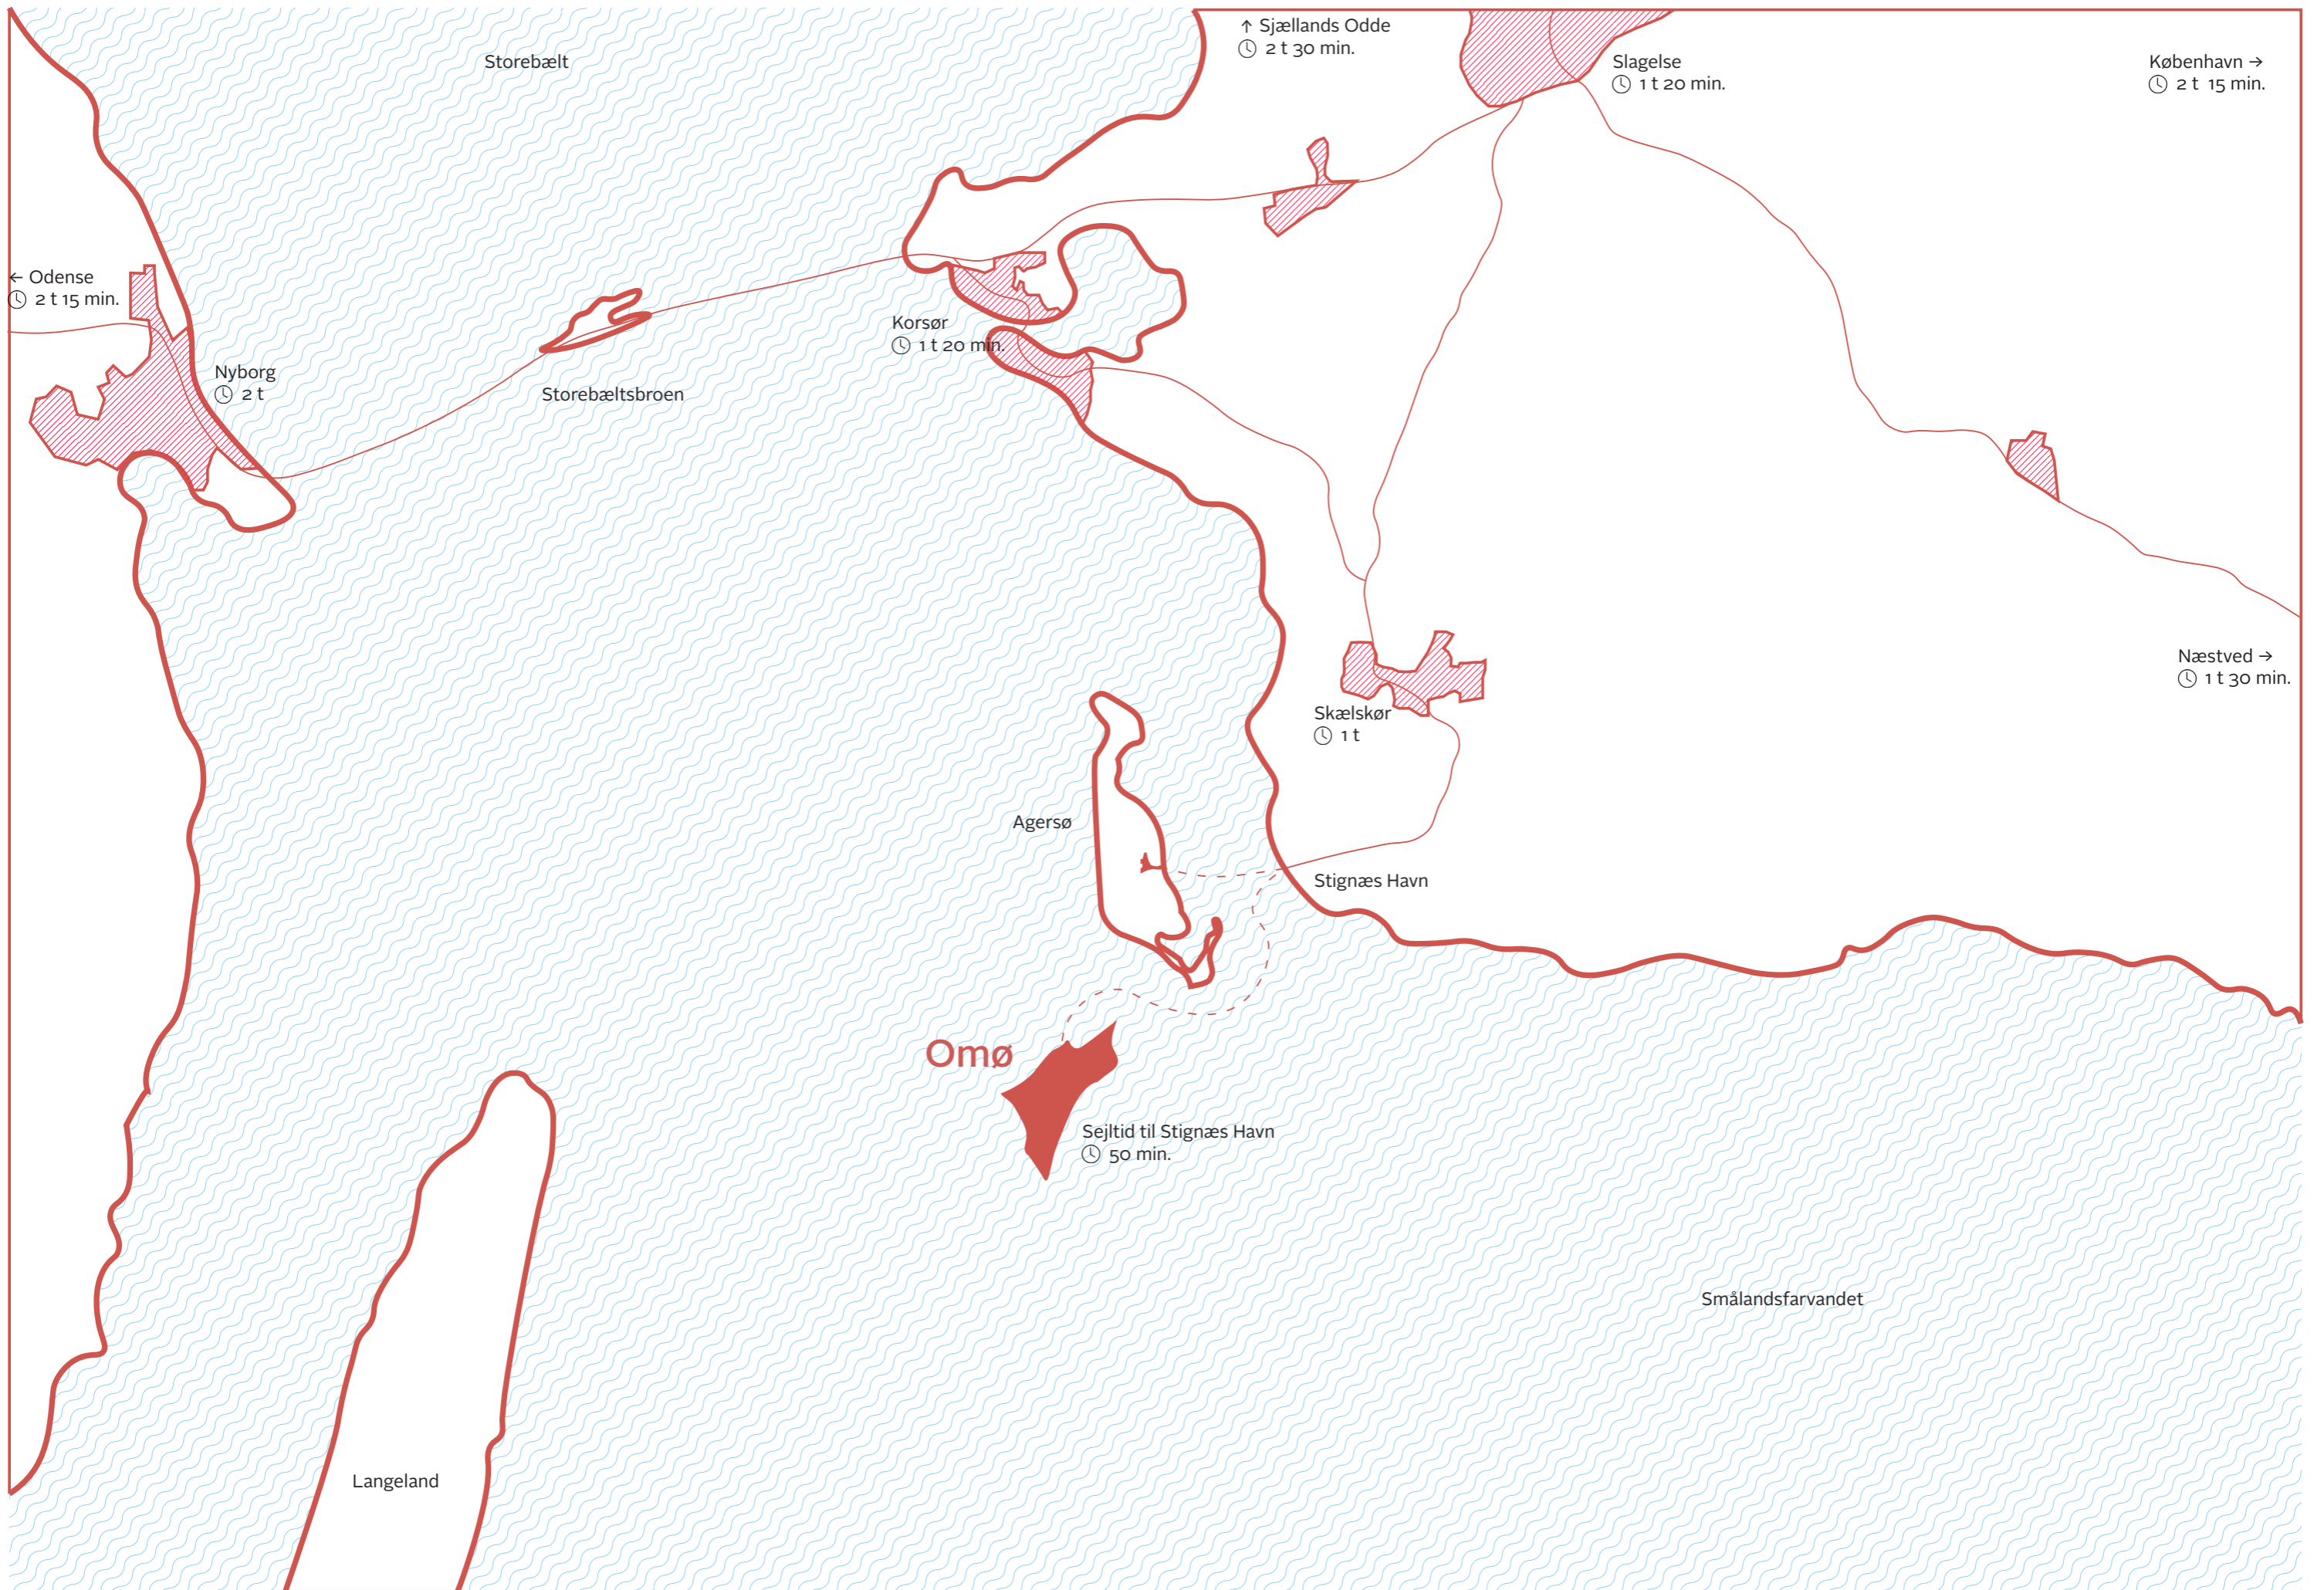 ↑ Sjællands Odde
2 t 30 min.
Storebælt
Slagelse
1 t 20 min.
København →
2 t 15 min.
← Odense
2 t 15 min.
Korsør
1 t 20 min.
Nyborg
2 t
Storebæltsbroen
Næstved →
1 t 30 min.
Skælskør
1 t
Agersø
Stignæs Havn
Omø
Sejltid til Stignæs Havn
50 min.
Smålandsfarvandet
Langeland